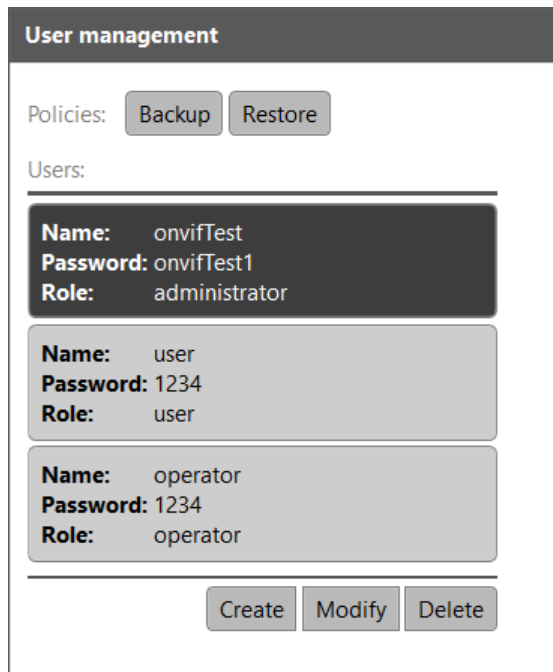 User management
Policies: Backup Restore
Users:
Name: onvifTest
Password: onvifTest1
Role: administrator
Name: user
Password: 1234
Role: user
Name: operator
Password: 1234
Role: operator
Create Modify Delete